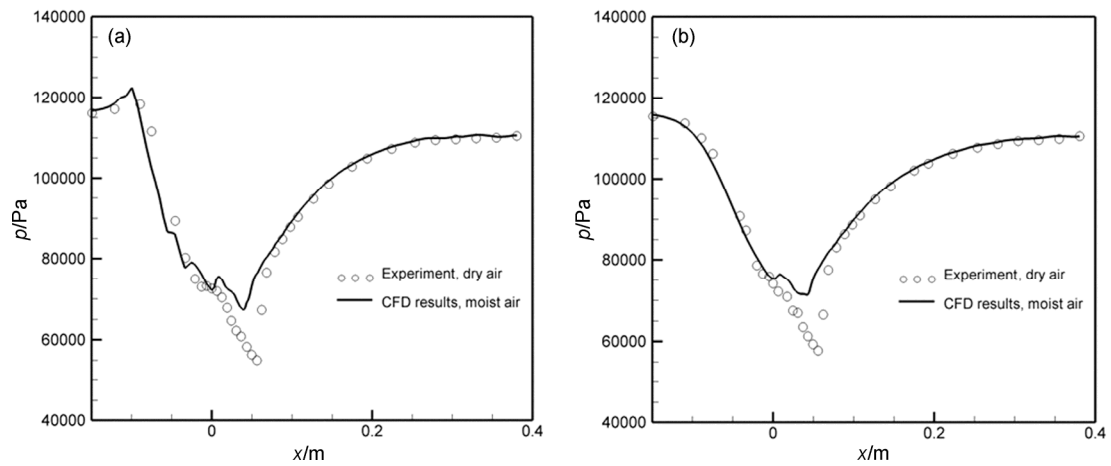 (a)
140000
120000
100000
80000
60000
40000
p/Pa
0
0.2
0.4
x/m
Experiment, dry air
CFD results, moist air
(b)
140000
120000
100000
80000
60000
40000
p/Pa
0
0.2
0.4
x/m
Experiment, dry air
CFD results, moist air